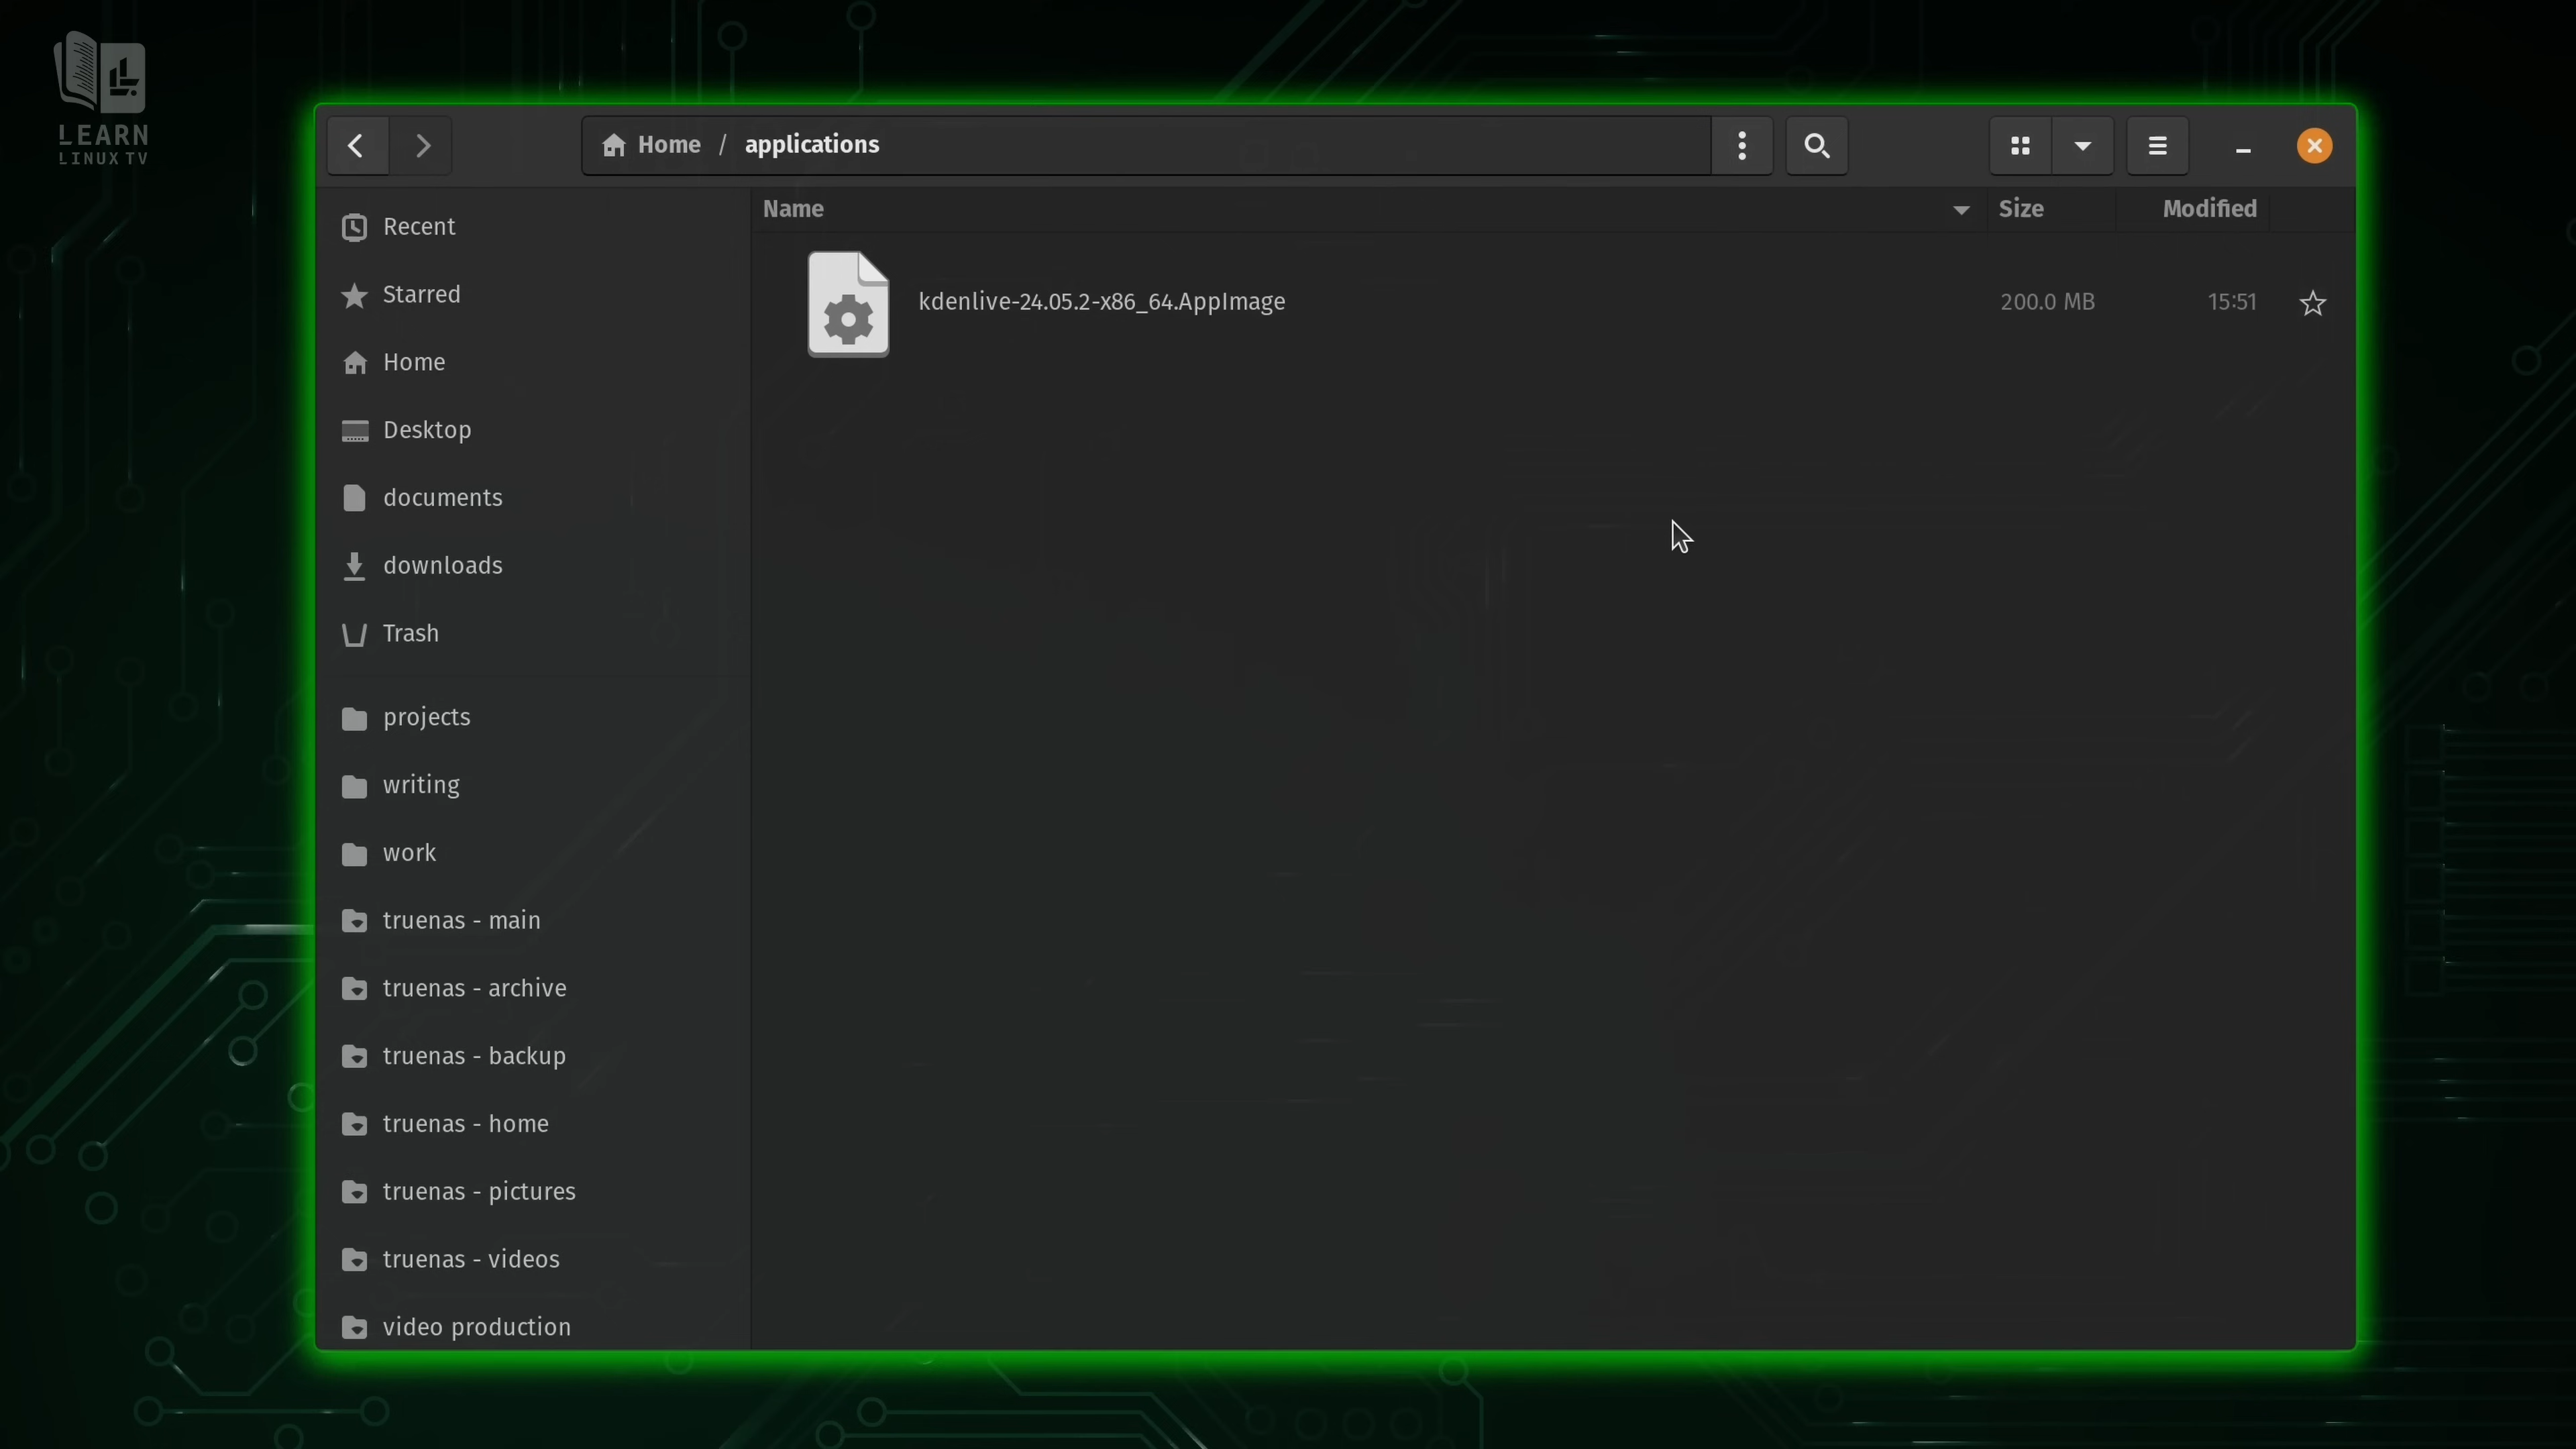 LEARN
LINUX TV
Home / applications
Name Size Modified
kdenlive-24.05.2-x86_64.AppImage 200.0 MB 15:51
Recent
Starred
Home
Desktop
documents
downloads
Trash
projects
writing
work
truenas - main
truenas - archive
truenas - backup
truenas - home
truenas - pictures
truenas - videos
video production